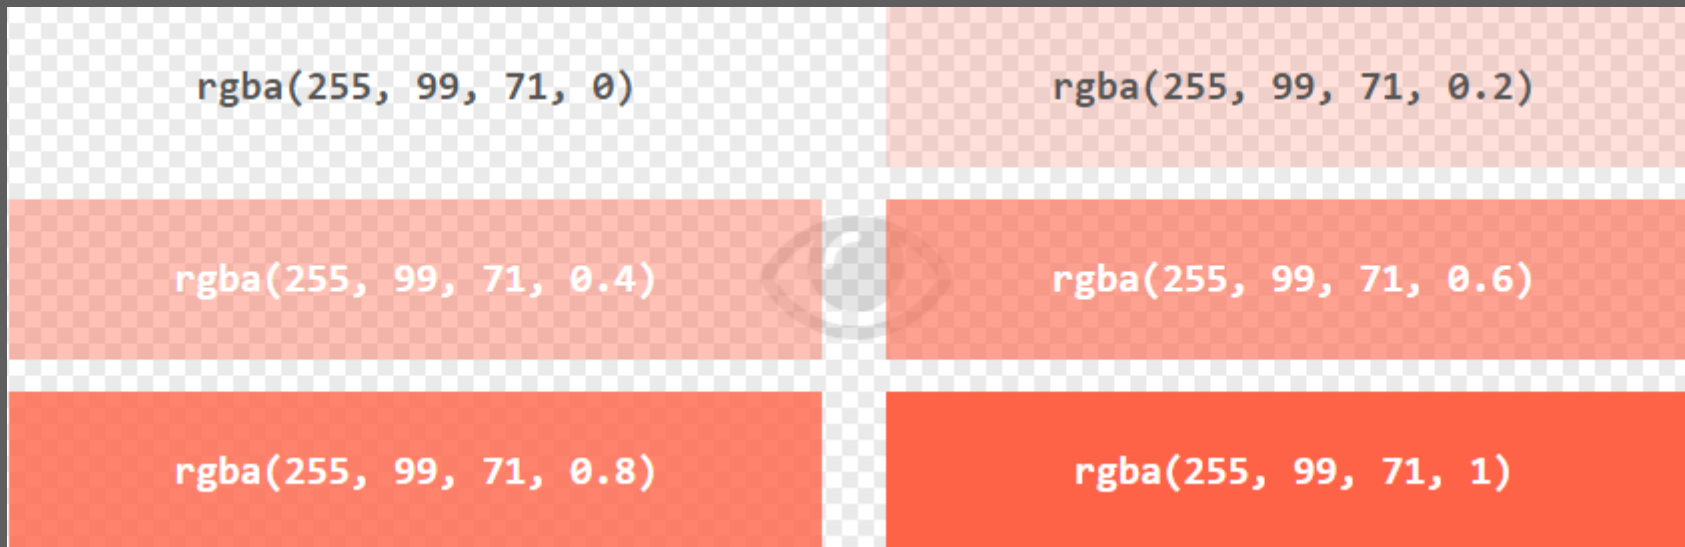 rgba(255, 99, 71, 0)
rgba(255, 99, 71, 0.2)
rgba(255, 99, 71, 0.4)
rgba(255, 99, 71, 0.6)
rgba(255, 99, 71, 0.8)
rgba(255, 99, 71, 1)